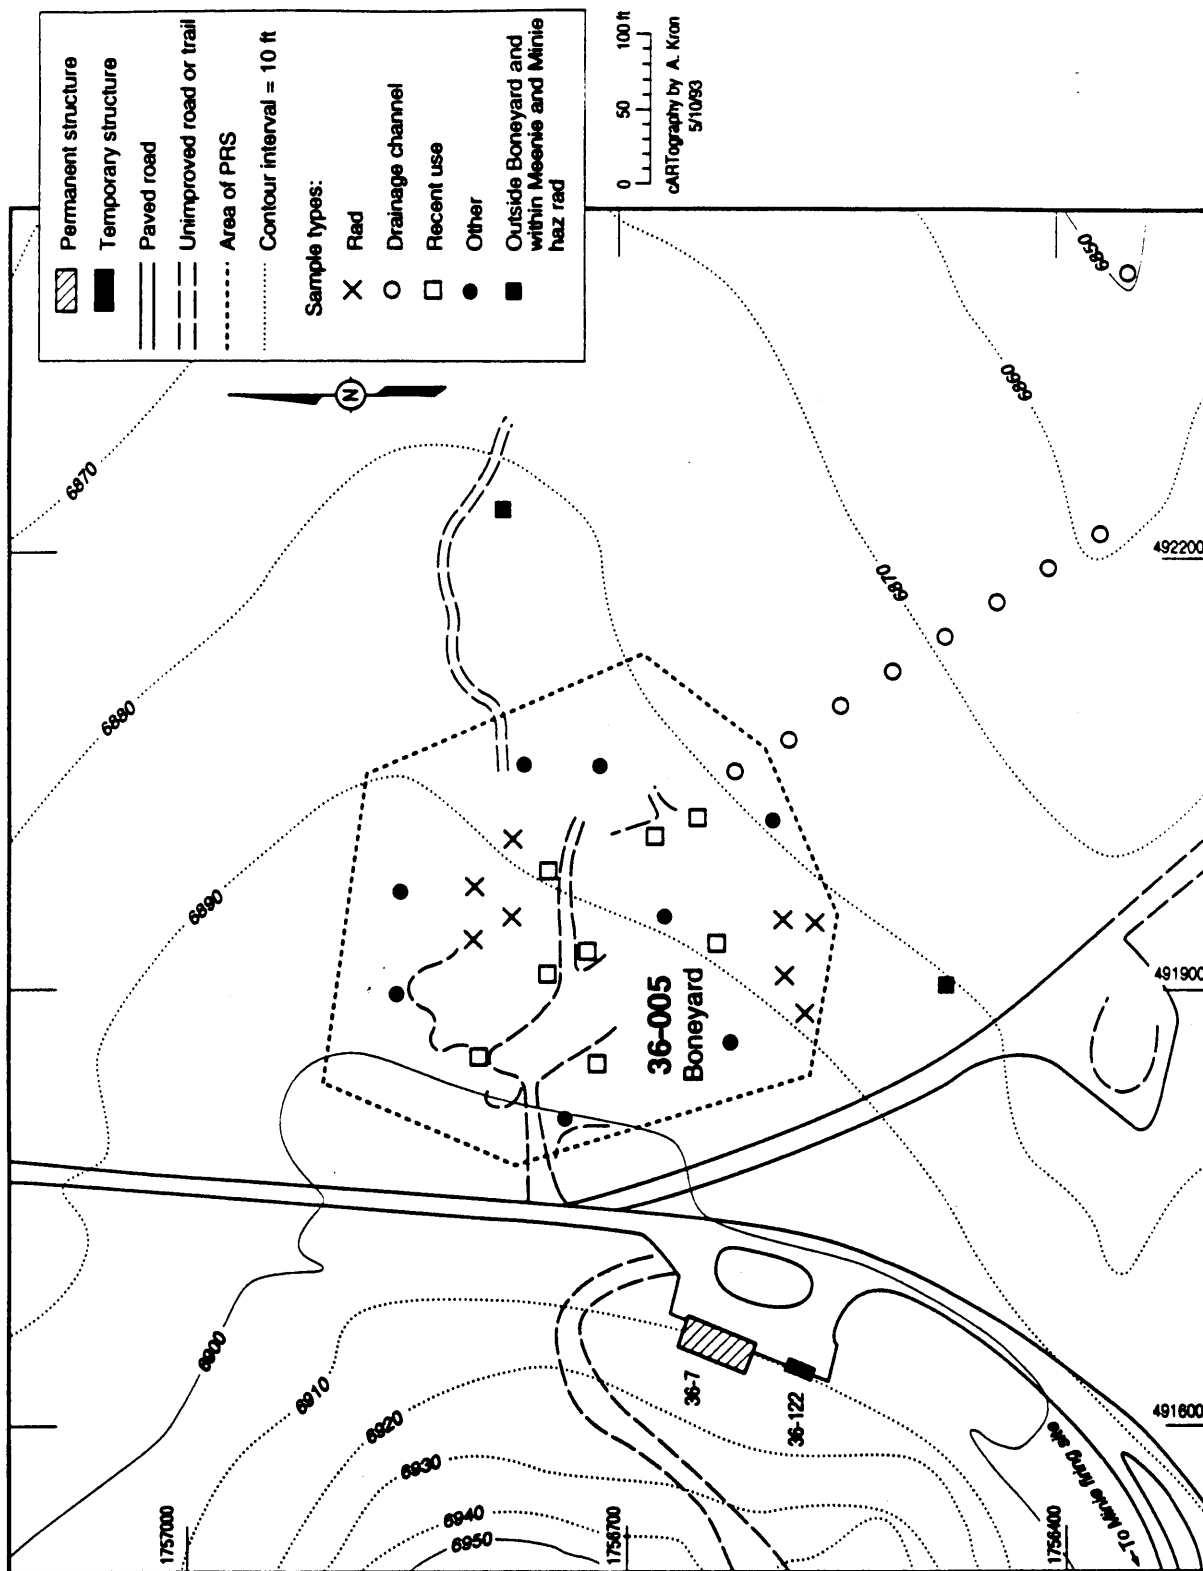 Permanent structure
Temporary structure
Paved road
Unimproved road or trail
Area of PRS
Contour interval = 10 ft
Sample types:
Rad
Drainage channel
Recent use
Other
Outside Boneyard and
within Meenie and Minie
haz rad
0 50 100 ft
cARTography by A. Kron
5/10/93
N
6870
6880
6890
6900
6910
6920
6930
6940
6950
6850
6860
6870
36-005
Boneyard
36-7
36-122
To Minie firing site
492200
491900
491600
1757000
1756700
1756400